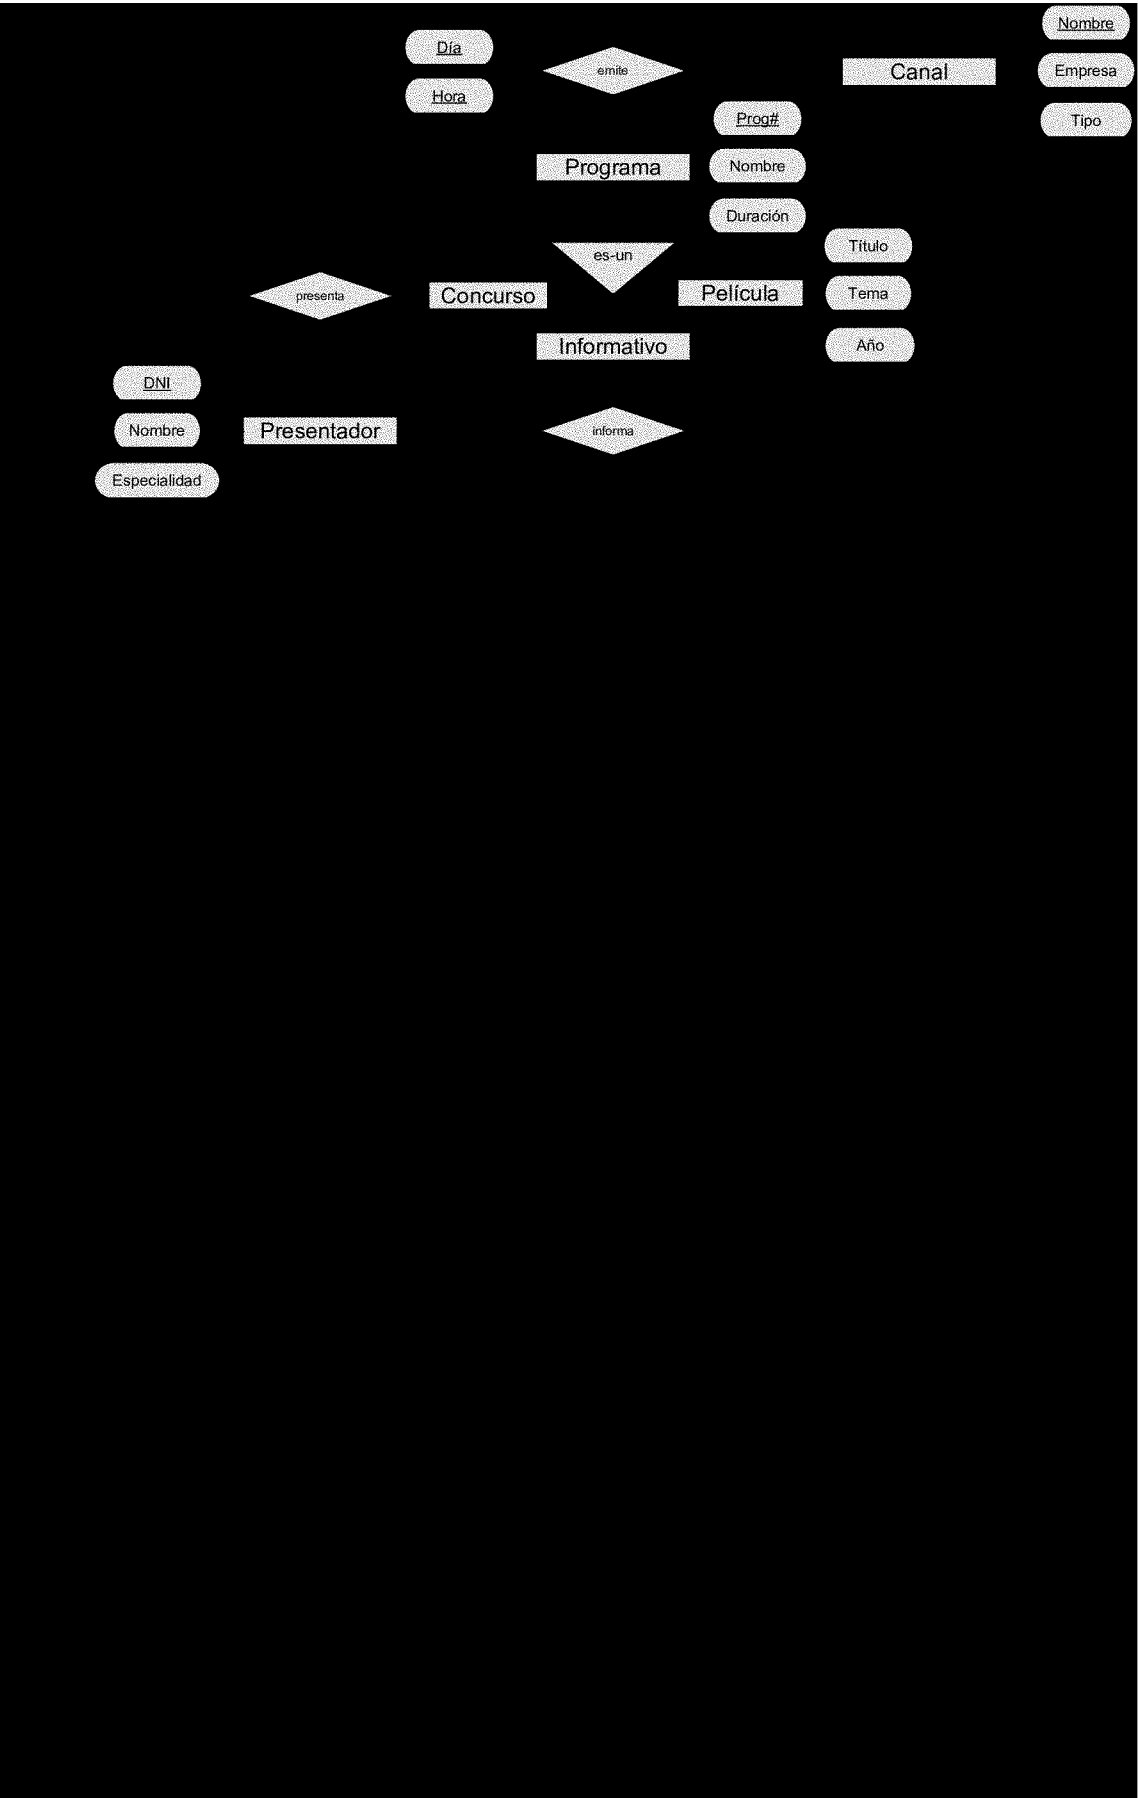 Nombre
Día
emite
Canal
Empresa
Hora
Tipo
Prog#
Programa
Nombre
Duración
Título
es-un
presenta
Concurso
Película
Tema
Informativo
Año
DNI
Nombre
Presentador
informa
Especialidad